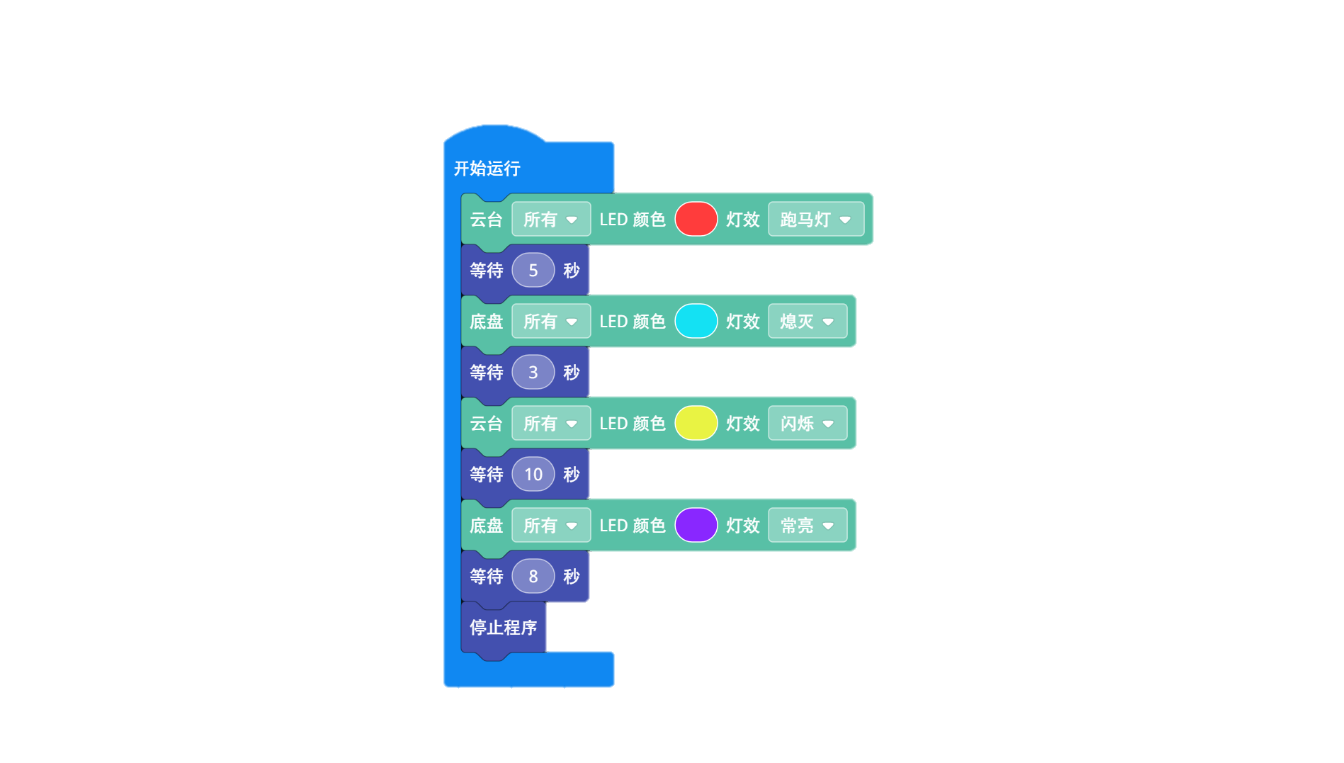 开始运行
云台 所有 LED 颜色 灯效 跑马灯
等待 5 秒
底盘 所有 LED 颜色 灯效 熄灭
等待 3 秒
云台 所有 LED 颜色 灯效 闪烁
等待 10 秒
底盘 所有 LED 颜色 灯效 常亮
等待 8 秒
停止程序